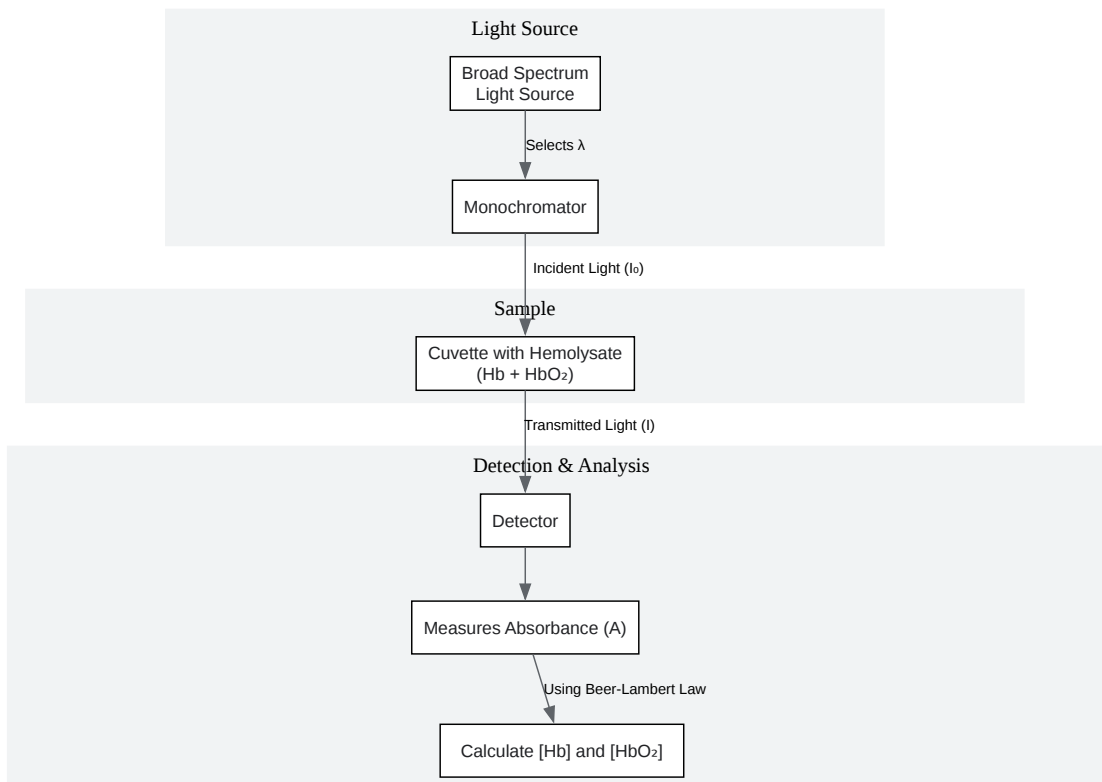 Light Source
Broad Spectrum
Light Source
Selects λ
Monochromator
Incident Light (I₀)
Sample
Cuvette with Hemolysate
(Hb + HbO₂)
Transmitted Light (I)
Detection & Analysis
Detector
Measures Absorbance (A)
Using Beer-Lambert Law
Calculate [Hb] and [HbO₂]